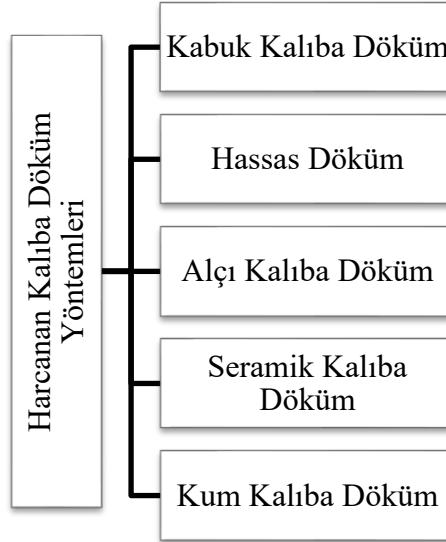 Harcanan Kalıba Döküm
Yöntemleri
Kabuk Kalıba Döküm
Hassas Döküm
Alçı Kalıba Döküm
Seramik Kalıba
Döküm
Kum Kalıba Döküm